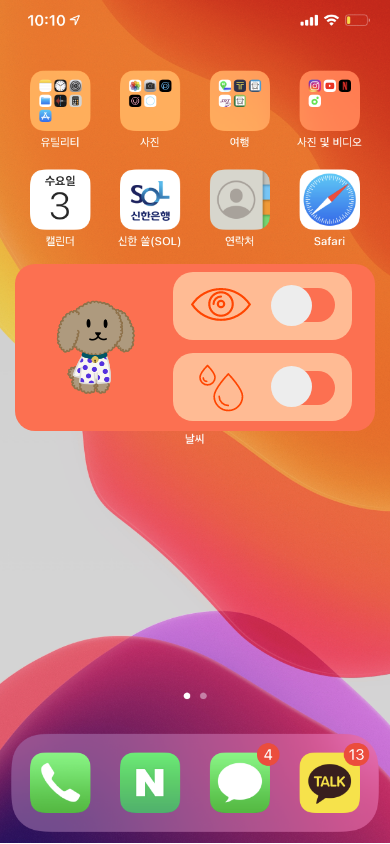 10:10
유틸리티
사진
여행
사진 및 비디오
수요일
3
SOL
신한은행
캘린더
신한 쏠(SOL)
연락처
Safari
날씨
N
4
TALK
13